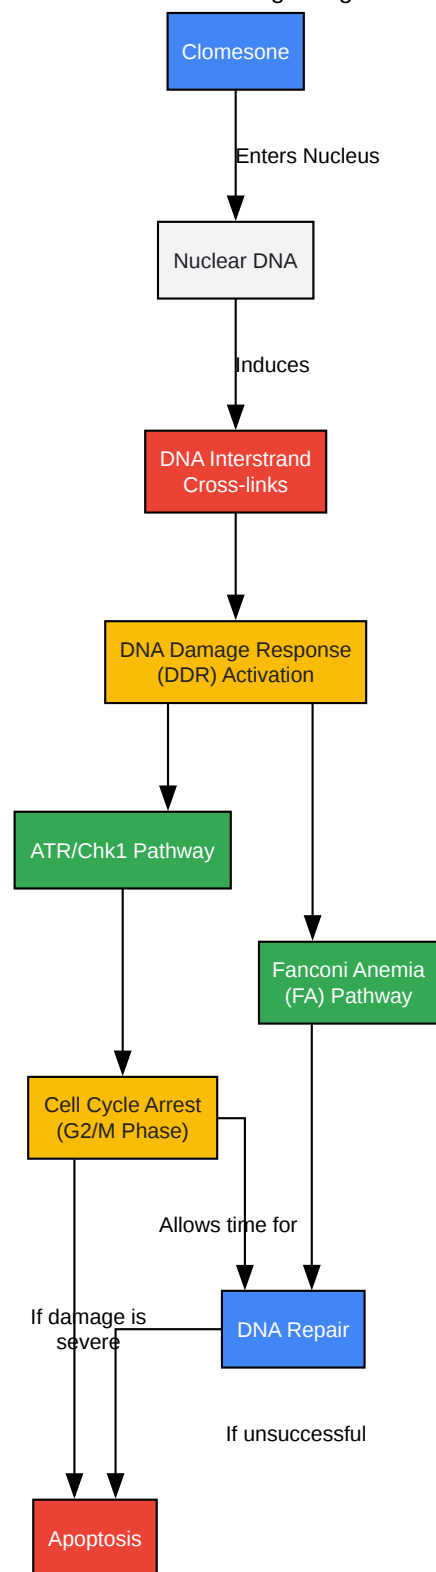 Clomesone
Enters Nucleus
Nuclear DNA
Induces
DNA Interstrand
Cross-links
DNA Damage Response
(DDR) Activation
ATR/Chk1 Pathway
Fanconi Anemia
(FA) Pathway
Cell Cycle Arrest
(G2/M Phase)
Allows time for
If damage is
severe
DNA Repair
If unsuccessful
Apoptosis